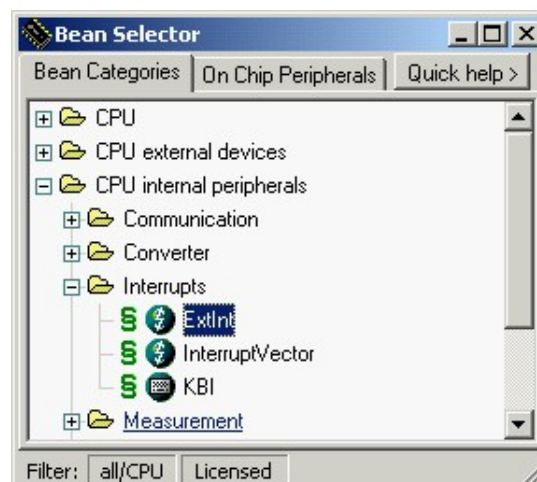 Bean Selector
Bean Categories On Chip Peripherals Quick help >
CPU
CPU external devices
CPU internal peripherals
Communication
Converter
Interrupts
ExtInt
InterruptVector
KBI
Measurement
Filter: all/CPU Licensed